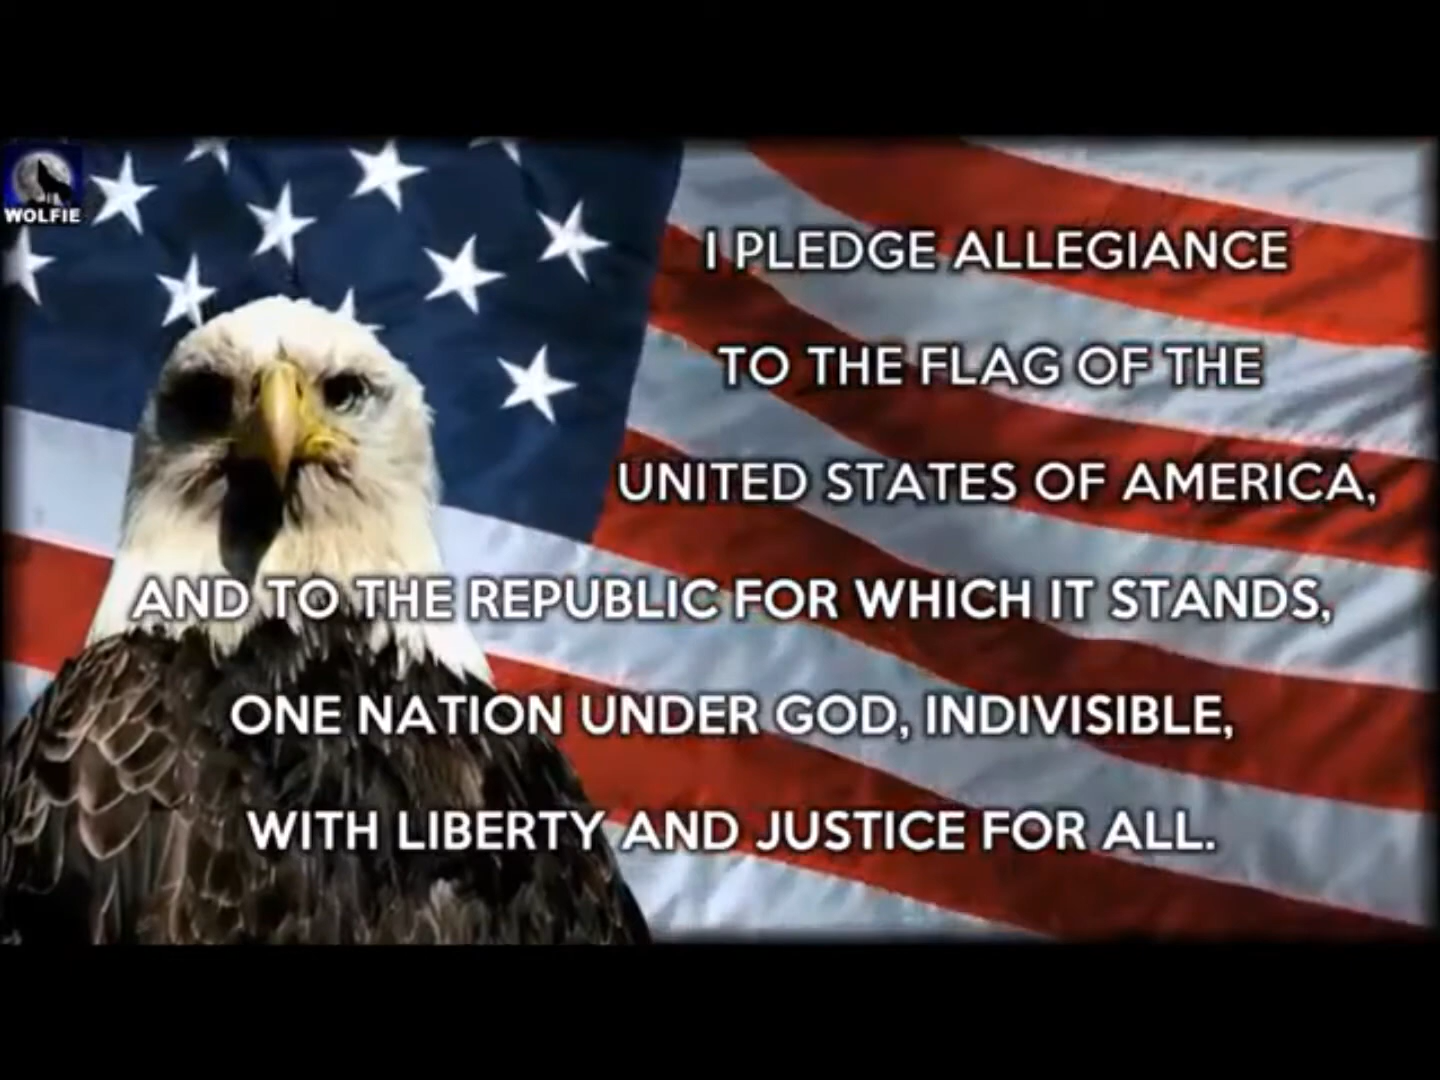 WOLFIE
I PLEDGE ALLEGIANCE
TO THE FLAG OF THE
UNITED STATES OF AMERICA,
AND TO THE REPUBLIC FOR WHICH IT STANDS,
ONE NATION UNDER GOD, INDIVISIBLE,
WITH LIBERTY AND JUSTICE FOR ALL.